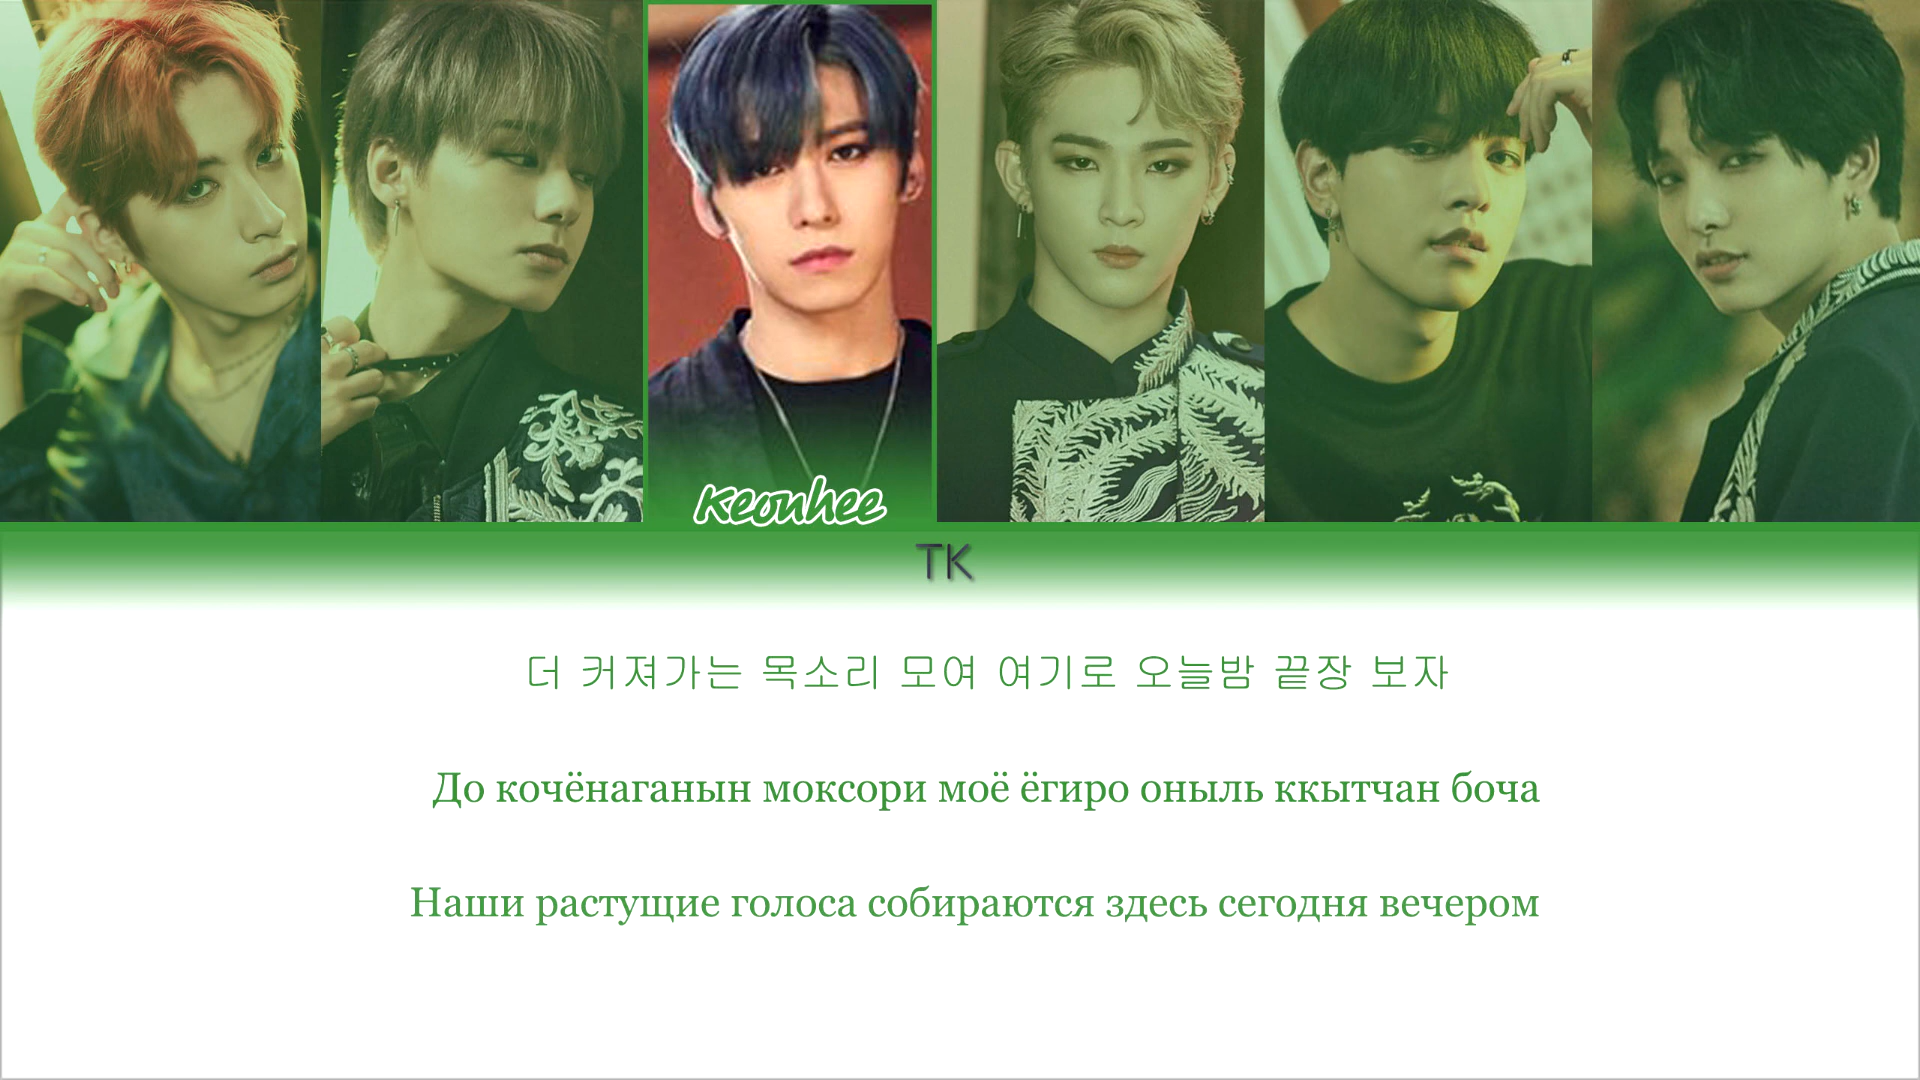 Keonhee
TK
더 커져가는 목소리 모여 여기로 오늘밤 끝장 보자
До кочёнаганын моксори моё ёгиро оныль ккытчан боча
Наши растущие голоса собираются здесь сегодня вечером